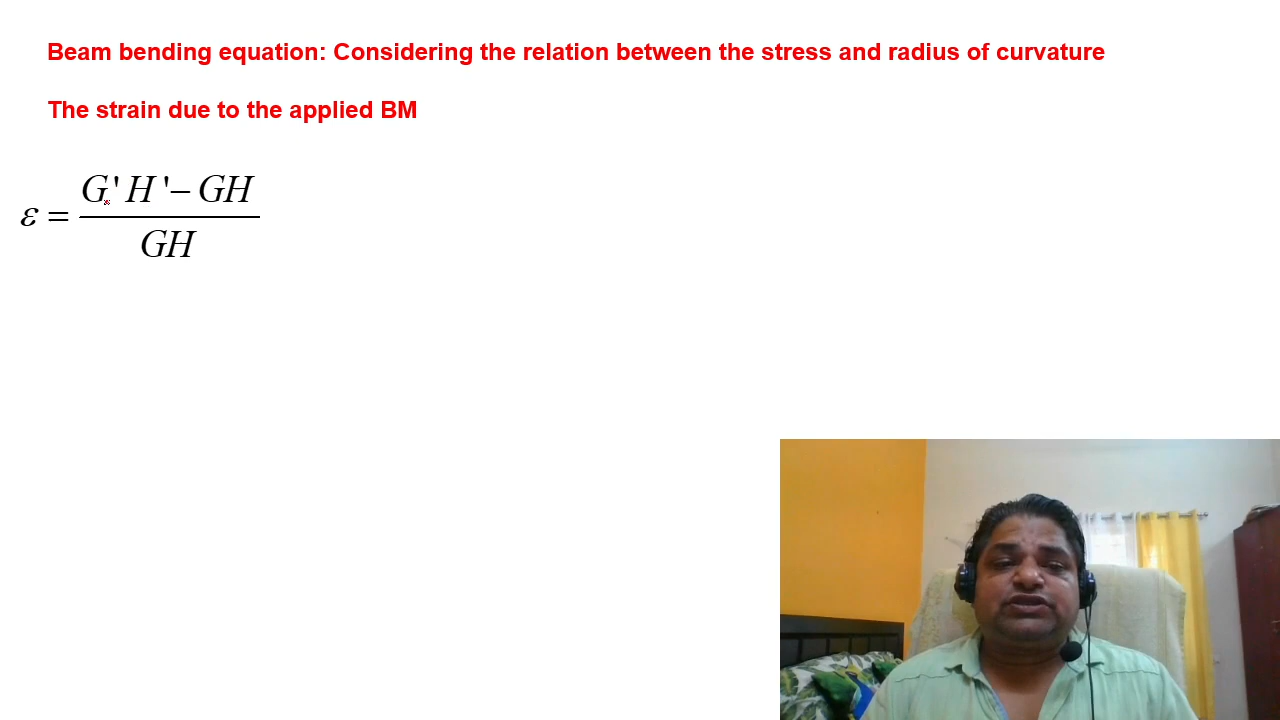 Beam bending equation: Considering the relation between the stress and radius of curvature
The strain due to the applied BM
ε = (G'H'−GH)/GH